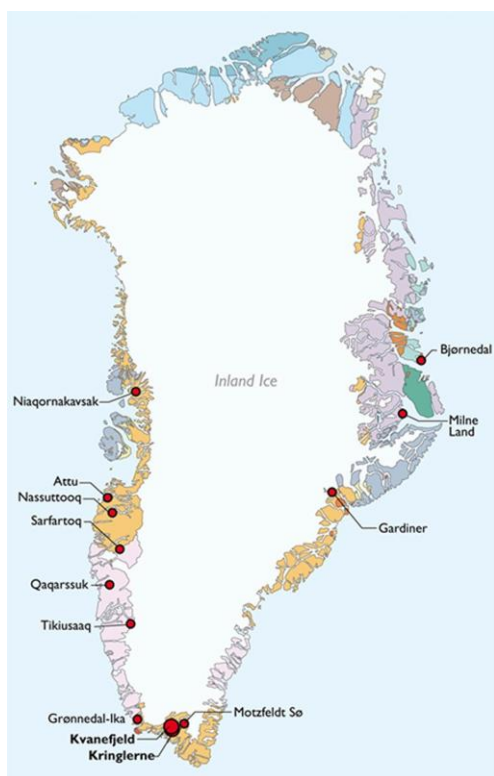 Inland Ice
Bjørnedal
Niaqornakavsak
Milne
Land
Attu
Nassuttooq
Sarfartoq
Gardiner
Qaqarssuk
Tikiusaaq
Grønnedal-Ika
Motzfeldt Sø
Kvanefjeld
Kringlerne